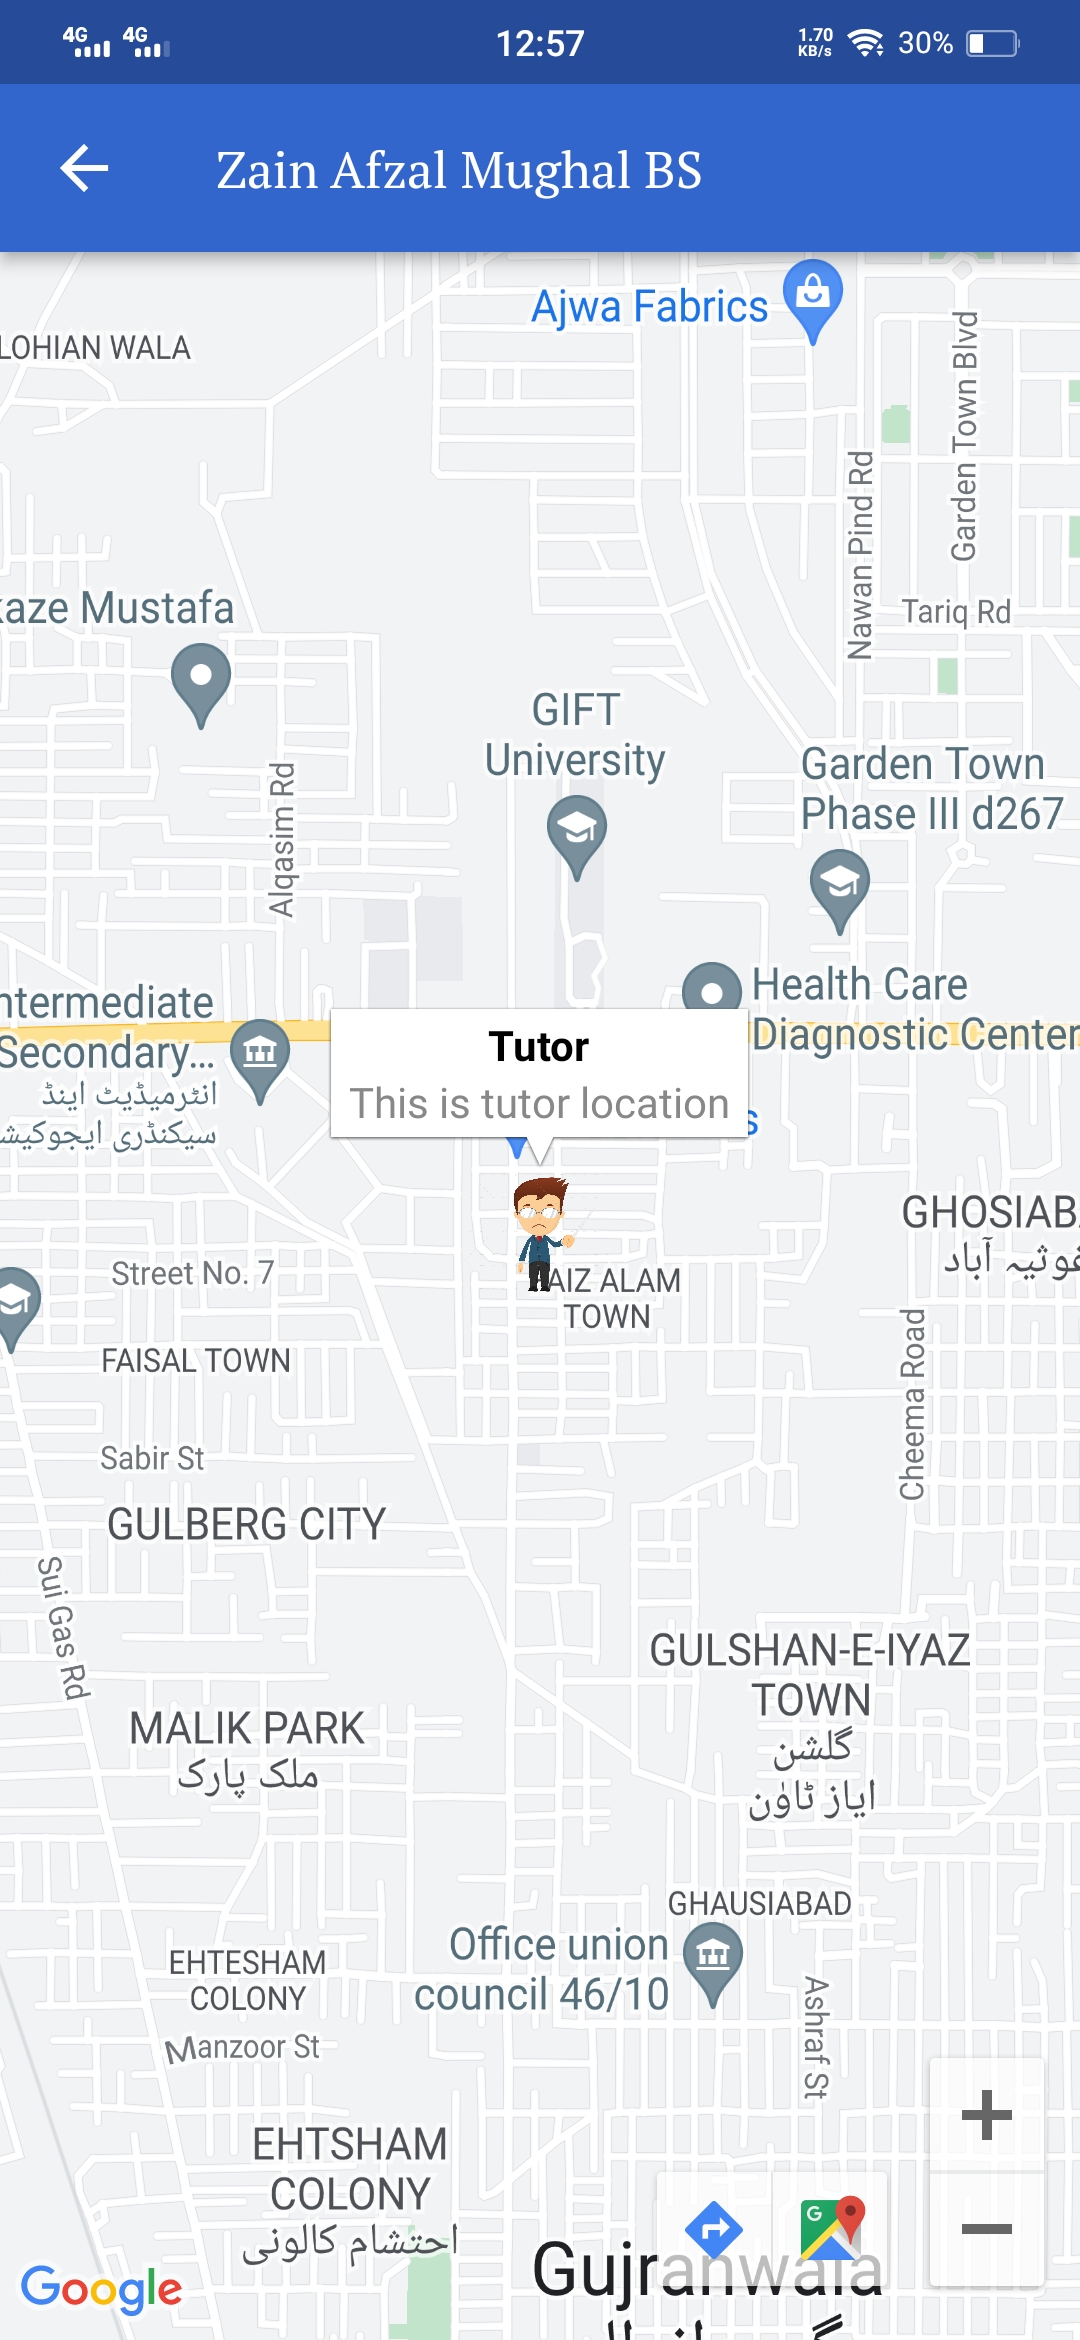 4G 4G 12:57 1.70 KB/s 30%
Zain Afzal Mughal BS
Ajwa Fabrics
LOHIAN WALA
Garden Town Blvd
Nawan Pind Rd
kaze Mustafa
Tariq Rd
GIFT
University
Garden Town
Phase III d267
Alqasim Rd
Health Care
Diagnostic Center
ntermediate
Secondary...
انٹرمیڈیٹ اینڈ
سیکنڈری ایجوکیش
Tutor
This is tutor location
s
GHOSIAB
غوثیہ آباد
Street No. 7
AIZ ALAM
TOWN
FAISAL TOWN
Cheema Road
Sabir St
GULBERG CITY
Sui Gas Rd
GULSHAN-E-IYAZ
TOWN
گلشن
ایاز ٹاؤن
MALIK PARK
ملک پارک
GHAUSIABAD
Office union
council 46/10
EHTESHAM
COLONY
Manzoor St
Ashraf St
EHTSHAM
COLONY
احتشام کالونی
G
Gujranwala
Google